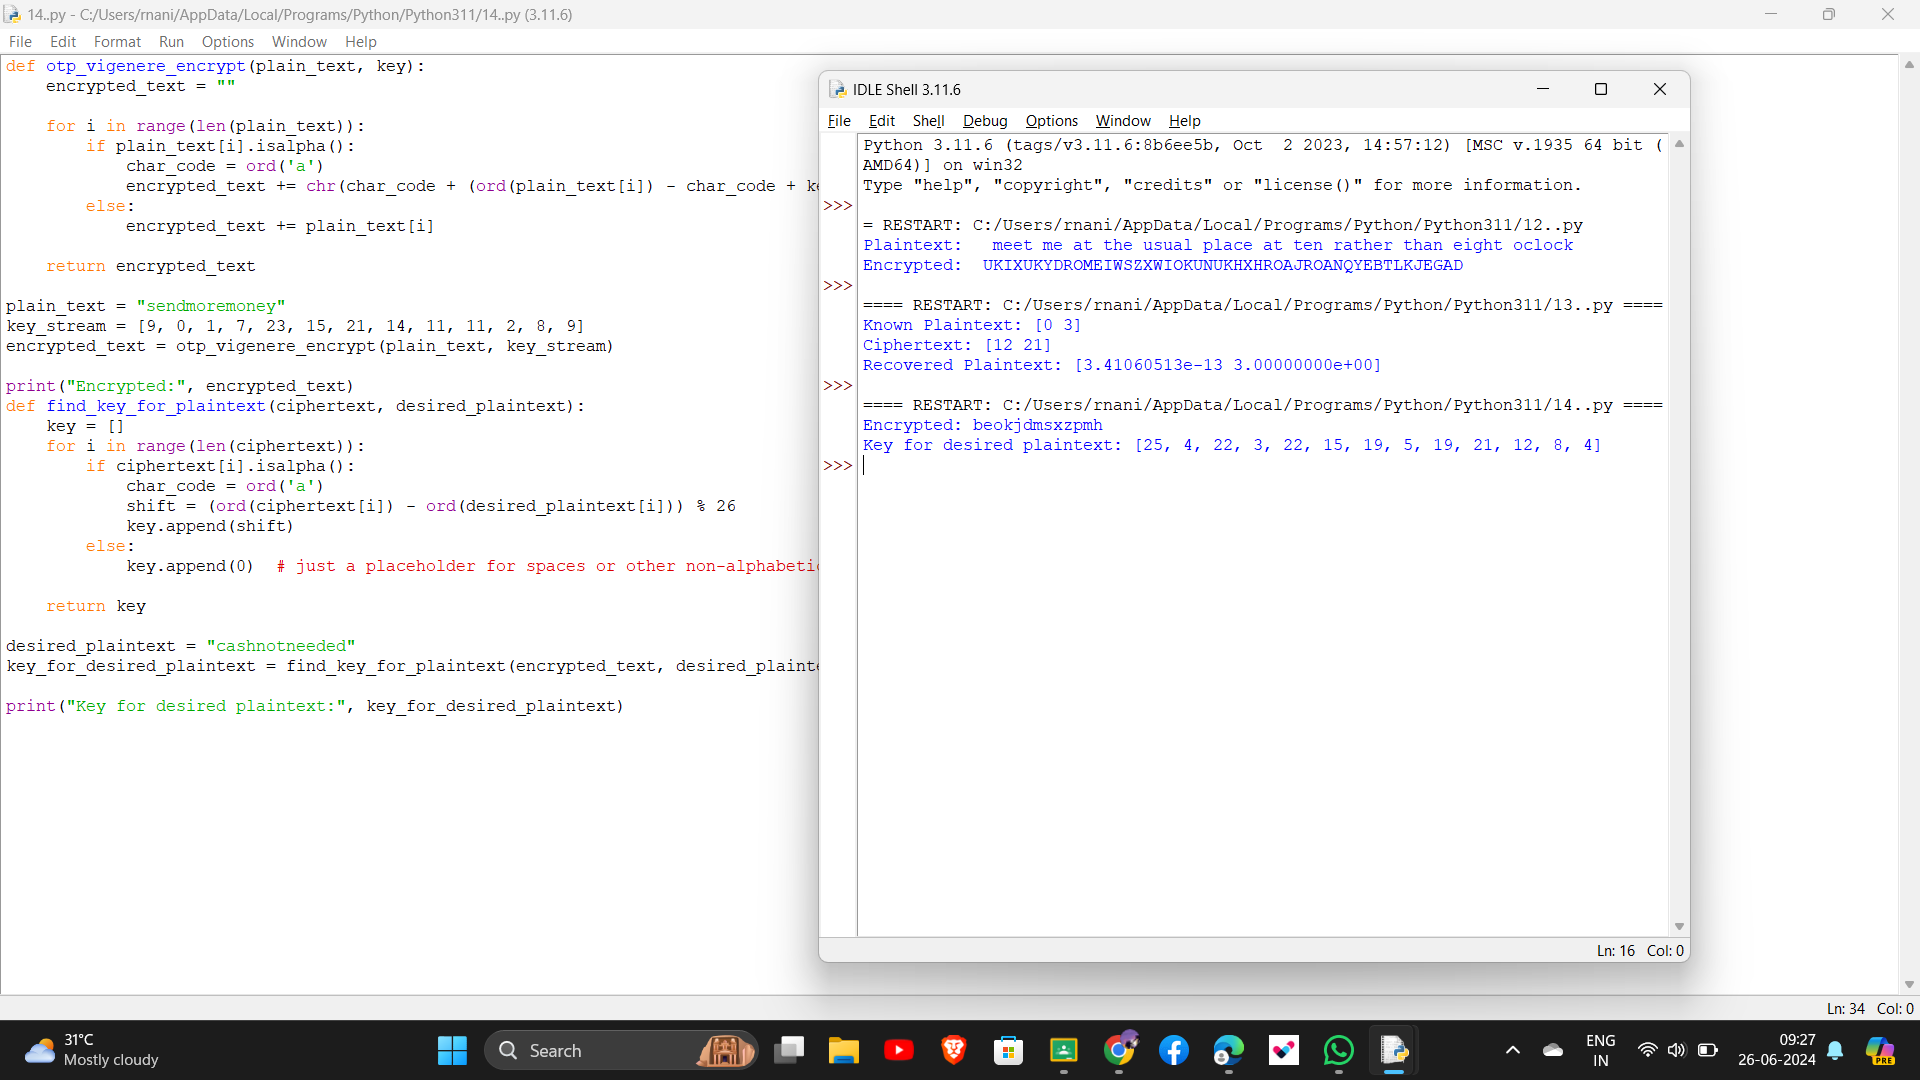 14..py - C:/Users/rnani/AppData/Local/Programs/Python/Python311/14..py (3.11.6)
File Edit Format Run Options Window Help
def otp_vigenere_encrypt(plain_text, key):
    encrypted_text = ""
    for i in range(len(plain_text)):
        if plain_text[i].isalpha():
            char_code = ord('a')
            encrypted_text += chr(char_code + (ord(plain_text[i]) - char_code + ke
        else:
            encrypted_text += plain_text[i]
    return encrypted_text
plain_text = "sendmoremoney"
key_stream = [9, 0, 1, 7, 23, 15, 21, 14, 11, 11, 2, 8, 9]
encrypted_text = otp_vigenere_encrypt(plain_text, key_stream)
print("Encrypted:", encrypted_text)
def find_key_for_plaintext(ciphertext, desired_plaintext):
    key = []
    for i in range(len(ciphertext)):
        if ciphertext[i].isalpha():
            char_code = ord('a')
            shift = (ord(ciphertext[i]) - ord(desired_plaintext[i])) % 26
            key.append(shift)
        else:
            key.append(0)  # just a placeholder for spaces or other non-alphabetic
    return key
desired_plaintext = "cashnotneeded"
key_for_desired_plaintext = find_key_for_plaintext(encrypted_text, desired_plainte
print("Key for desired plaintext:", key_for_desired_plaintext)
Ln: 34 Col: 0
IDLE Shell 3.11.6
File Edit Shell Debug Options Window Help
Python 3.11.6 (tags/v3.11.6:8b6ee5b, Oct  2 2023, 14:57:12) [MSC v.1935 64 bit (
AMD64)] on win32
Type "help", "copyright", "credits" or "license()" for more information.
>>>
= RESTART: C:/Users/rnani/AppData/Local/Programs/Python/Python311/12..py
Plaintext:   meet me at the usual place at ten rather than eight oclock
Encrypted:  UKIXUKYDROMEIWSZXWIOKUNUKHXHROAJROANQYEBTLKJEGAD
>>>
==== RESTART: C:/Users/rnani/AppData/Local/Programs/Python/Python311/13..py ====
Known Plaintext: [0 3]
Ciphertext: [12 21]
Recovered Plaintext: [3.41060513e-13 3.00000000e+00]
>>>
==== RESTART: C:/Users/rnani/AppData/Local/Programs/Python/Python311/14..py ====
Encrypted: beokjdmsxzpmh
Key for desired plaintext: [25, 4, 22, 3, 22, 15, 19, 5, 19, 21, 12, 8, 4]
>>>
Ln: 16 Col: 0
31°C
Mostly cloudy
Search
ENG
IN
09:27
26-06-2024
PRE